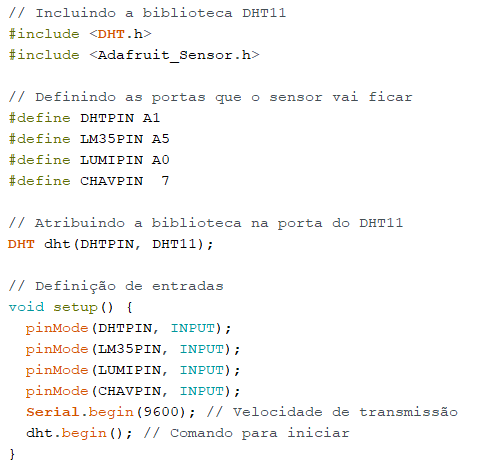 // Incluindo a biblioteca DHT11
#include <DHT.h>
#include <Adafruit_Sensor.h>

// Definindo as portas que o sensor vai ficar
#define DHTPIN A1
#define LM35PIN A5
#define LUMIPIN A0
#define CHAVPIN  7

// Atribuindo a biblioteca na porta do DHT11
DHT dht(DHTPIN, DHT11);

// Definição de entradas
void setup() {
  pinMode(DHTPIN, INPUT);
  pinMode(LM35PIN, INPUT);
  pinMode(LUMIPIN, INPUT);
  pinMode(CHAVPIN, INPUT);
  Serial.begin(9600); // Velocidade de transmissão
  dht.begin(); // Comando para iniciar
}